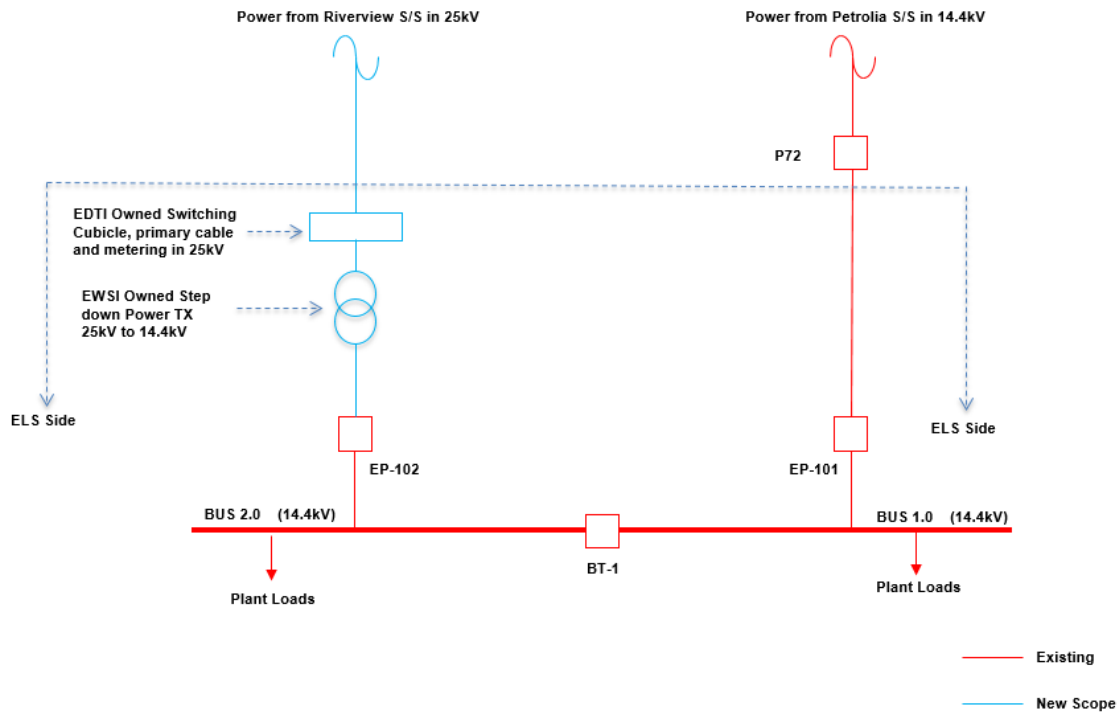 Power from Riverview S/S in 25kV
Power from Petrolia S/S in 14.4kV
P72
EDTI Owned Switching
Cubicle, primary cable
and metering in 25kV
EWSI Owned Step
down Power TX
25kV to 14.4kV
ELS Side
ELS Side
EP-102
EP-101
BUS 2.0 (14.4kV)
BUS 1.0 (14.4kV)
BT-1
Plant Loads
Plant Loads
Existing
New Scope